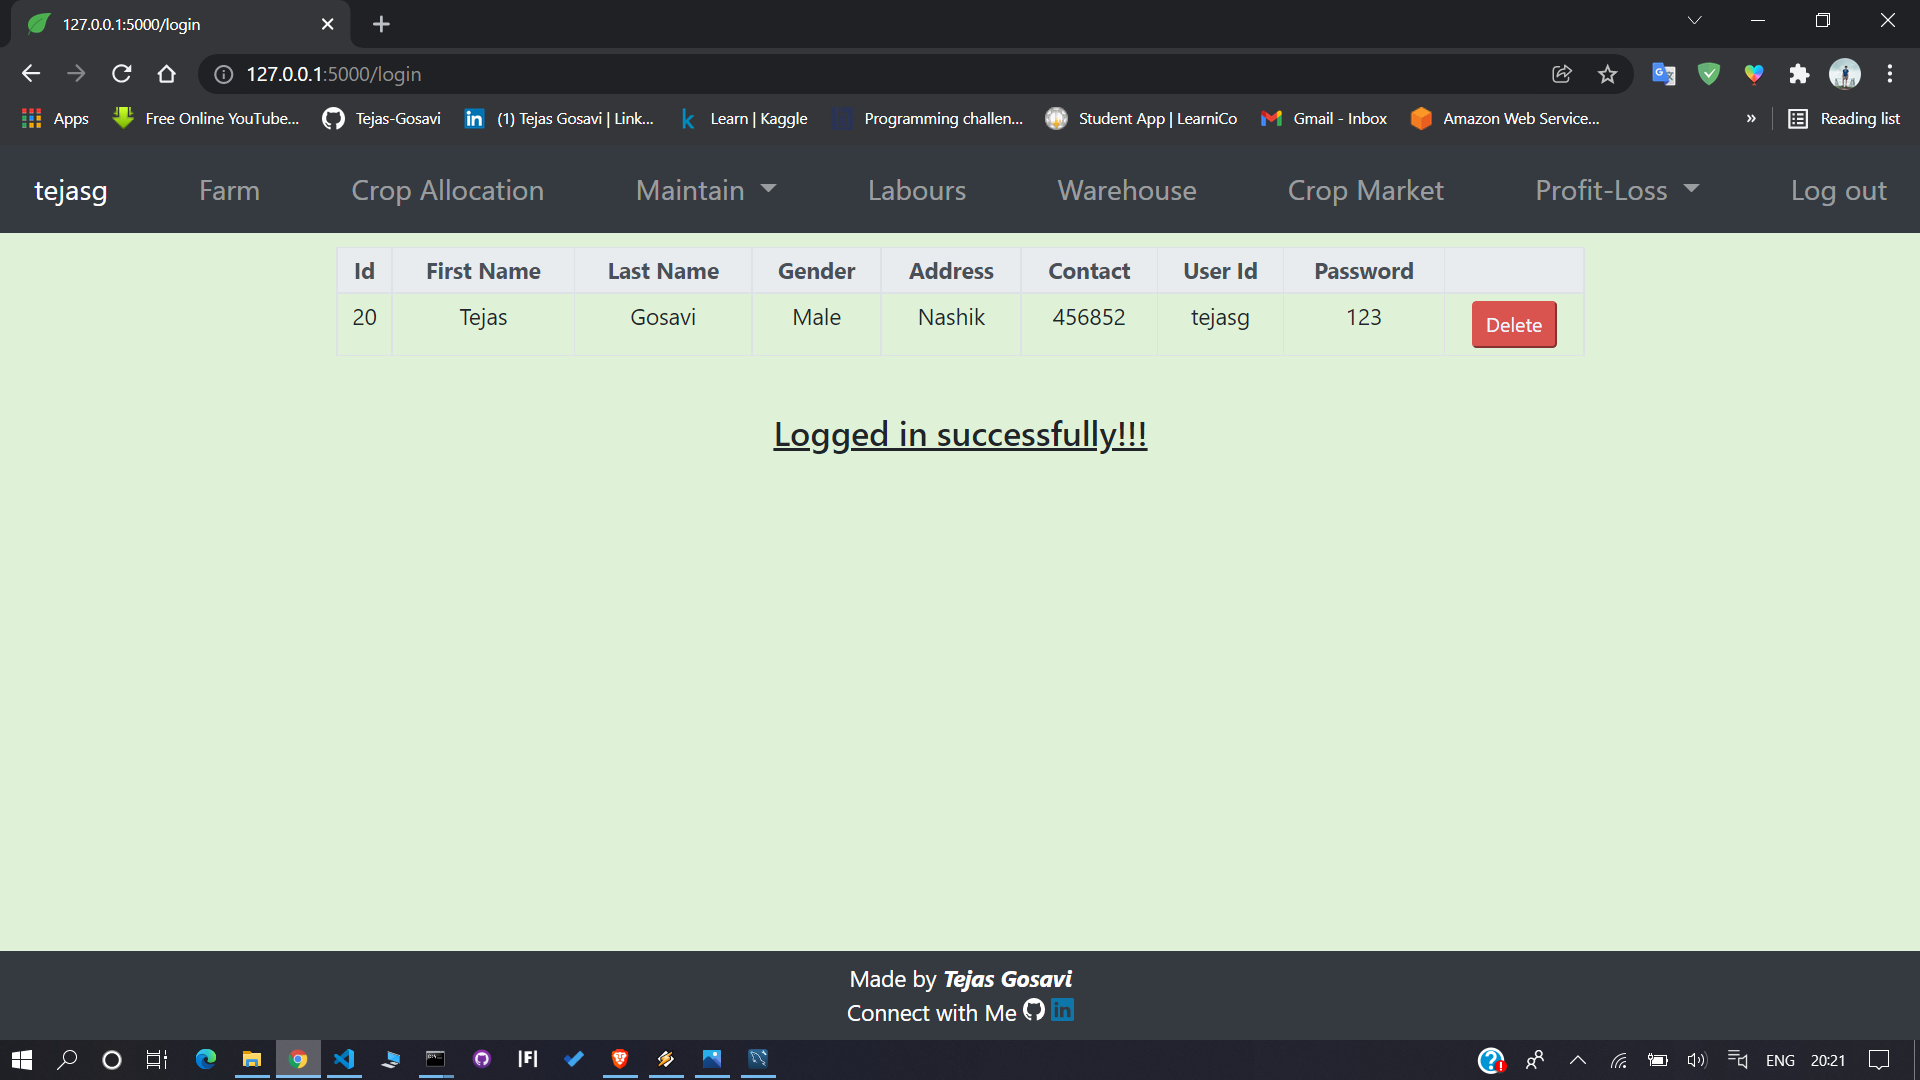 127.0.0.1:5000/login
127.0.0.1:5000/login
Apps Free Online YouTube... Tejas-Gosavi (1) Tejas Gosavi | Link... Learn | Kaggle Programming challen... Student App | LearniCo Gmail - Inbox Amazon Web Service... » Reading list
tejasg Farm Crop Allocation Maintain Labours Warehouse Crop Market Profit-Loss Log out
Id First Name Last Name Gender Address Contact User Id Password
20 Tejas Gosavi Male Nashik 456852 tejasg 123 Delete
Logged in successfully!!!
Made by Tejas Gosavi
Connect with Me
ENG 20:21